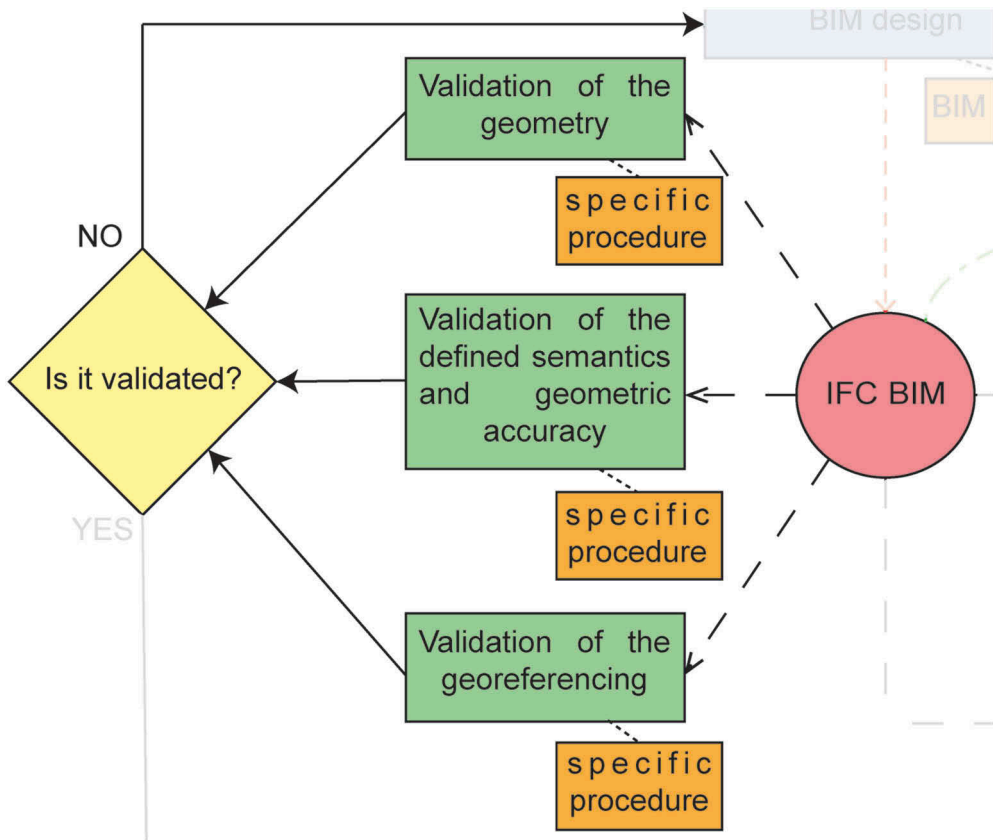 BIM design
Validation of the
geometry
BIM
specific
procedure
NO
Validation of the
defined semantics
and geometric
accuracy
Is it validated?
IFC BIM
specific
procedure
YES
Validation of the
georeferencing
specific
procedure